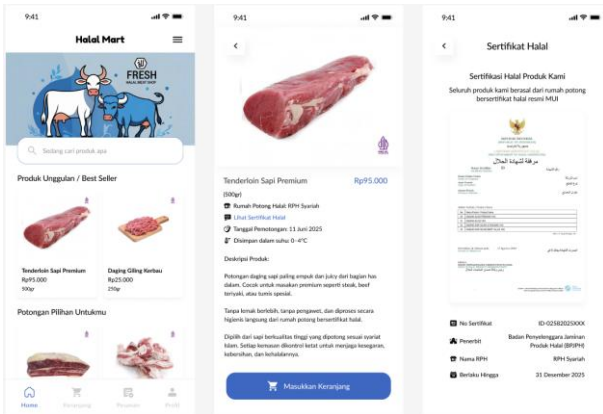 9:41
Halal Mart
FRESH
HALAL MEAT SHOP
Sedang cari produk apa
Produk Unggulan / Best Seller
Tenderloin Sapi Premium
Rp95.000
500gr
Daging Giling Kerbau
Rp25.000
250gr
Potongan Pilihan Untukmu
Home
Keranjang
Pesanan
Profil
9:41
Tenderloin Sapi Premium
Rp95.000
(500gr)
Rumah Potong Halal: RPH Syariah
Lihat Sertifikat Halal
Tanggal Pemotongan: 11 Juni 2025
Disimpan dalam suhu: 0-4°C
Deskripsi Produk:
Potongan daging sapi paling empuk dan juicy dari bagian has
dalam. Cocok untuk masakan premium seperti steak, beef
teriyaki, atau tumis spesial.
Tanpa lemak berlebih, tanpa pengawet, dan diproses secara
higienis langsung dari rumah potong bersertifikat halal.
Dipilih dari sapi berkualitas tinggi yang dipotong sesuai syariat
Islam. Setiap kemasan dikontrol ketat untuk menjaga kesegaran,
kebersihan, dan kehalalannya.
Masukkan Keranjang
9:41
Sertifikat Halal
Sertifikasi Halal Produk Kami
Seluruh produk kami berasal dari rumah potong
bersertifikat halal resmi MUI
No Sertifikat
ID-0258202SXXX
Penerbit
Badan Penyelenggara Jaminan
Produk Halal (BPJPH)
Nama RPH
RPH Syariah
Berlaku Hingga
31 Desember 2025